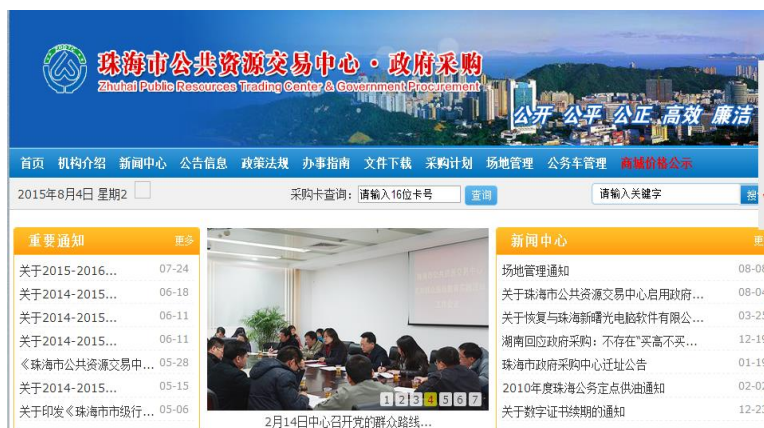 珠海市公共资源交易中心·政府采购
Zhuhai Public Resources Trading Center & Government Procurement
公开 公平 公正 高效 廉洁
首页 机构介绍 新闻中心 公告信息 政策法规 办事指南 文件下载 采购计划 场地管理 公务车管理 商城价格公示
2015年8月4日 星期2 采购卡查询: 请输入16位卡号 查询 请输入关键字
重要通知 更多
关于2015-2016... 07-24
关于2014-2015... 06-18
关于2014-2015... 06-11
关于2014-2015... 06-11
《珠海市公共资源交易中... 05-28
关于2014-2015... 05-15
关于印发《珠海市市级行... 05-06
1 2 3 4 5 6 7
2月14日中心召开党的群众路线...
新闻中心
场地管理通知 08-08
关于珠海市公共资源交易中心启用政府... 08-04
关于恢复与珠海新曙光电脑软件有限公... 03-25
湖南回应政府采购：不存在“买高不买... 12-19
珠海市政府采购中心迁址公告 01-19
2010年度珠海公务定点供油通知 02-02
关于数字证书续期的通知